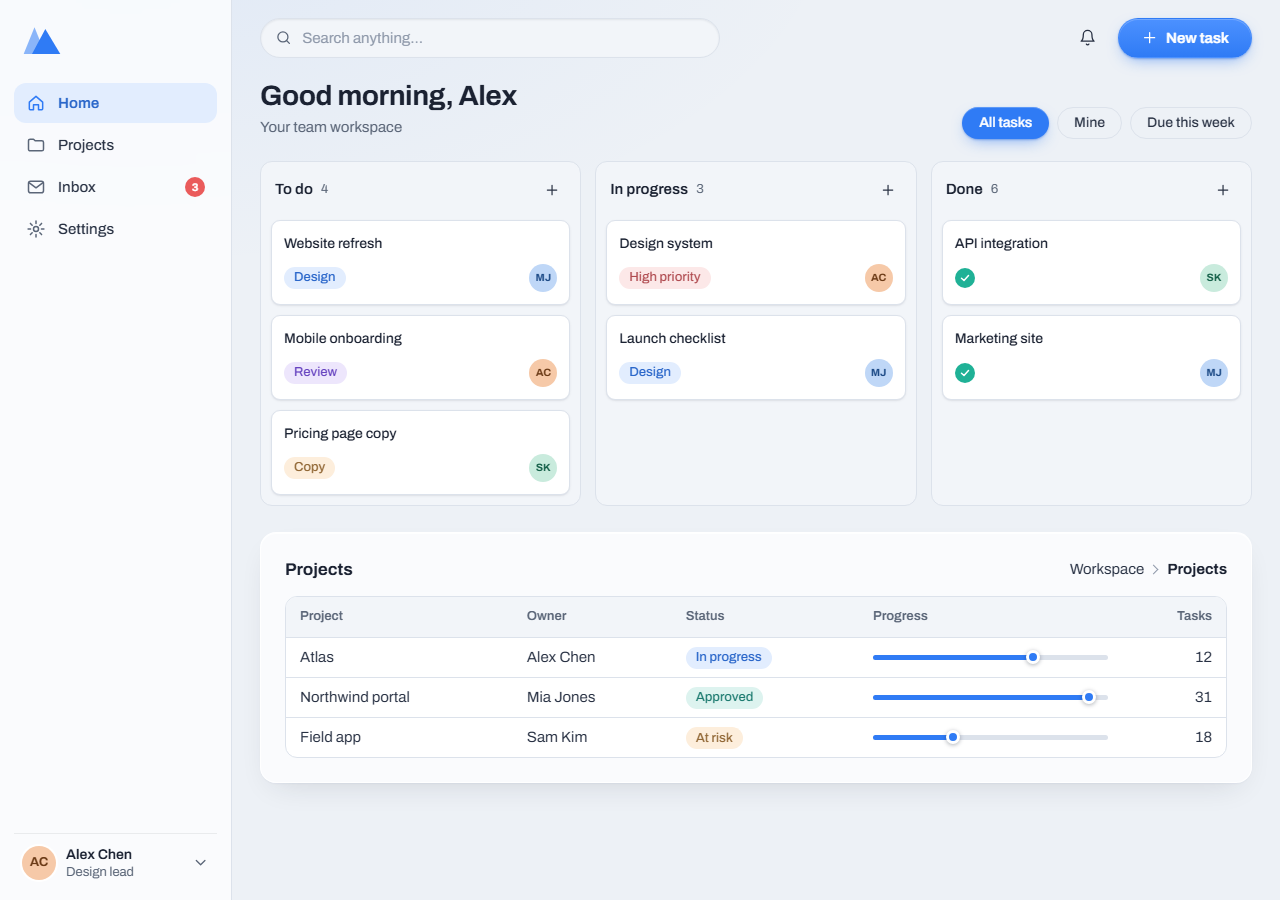 Search anything...
New task
Home
Projects
Inbox 3
Settings
Good morning, Alex
Your team workspace
All tasks Mine Due this week
To do 4
Website refresh
Design MJ
Mobile onboarding
Review AC
Pricing page copy
Copy SK
In progress 3
Design system
High priority AC
Launch checklist
Design MJ
Done 6
API integration
SK
Marketing site
MJ
Projects
Workspace Projects
Project Owner Status Progress Tasks
Atlas Alex Chen In progress 12
Northwind portal Mia Jones Approved 31
Field app Sam Kim At risk 18
AC Alex Chen
Design lead